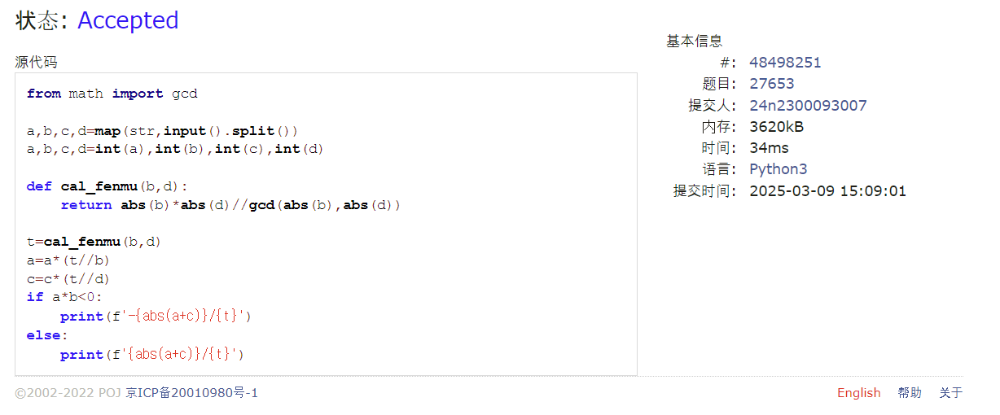 状态: Accepted
源代码
from math import gcd
a,b,c,d=map(str,input().split())
a,b,c,d=int(a),int(b),int(c),int(d)
def cal_fenmu(b,d):
    return abs(b)*abs(d)//gcd(abs(b),abs(d))
t=cal_fenmu(b,d)
a=a*(t//b)
c=c*(t//d)
if a*b<0:
    print(f'-{abs(a+c)}/{t}')
else:
    print(f'{abs(a+c)}/{t}')
基本信息
#: 48498251
题目: 27653
提交人: 24n2300093007
内存: 3620kB
时间: 34ms
语言: Python3
提交时间: 2025-03-09 15:09:01
©2002-2022 POJ 京ICP备20010980号-1
English 帮助 关于